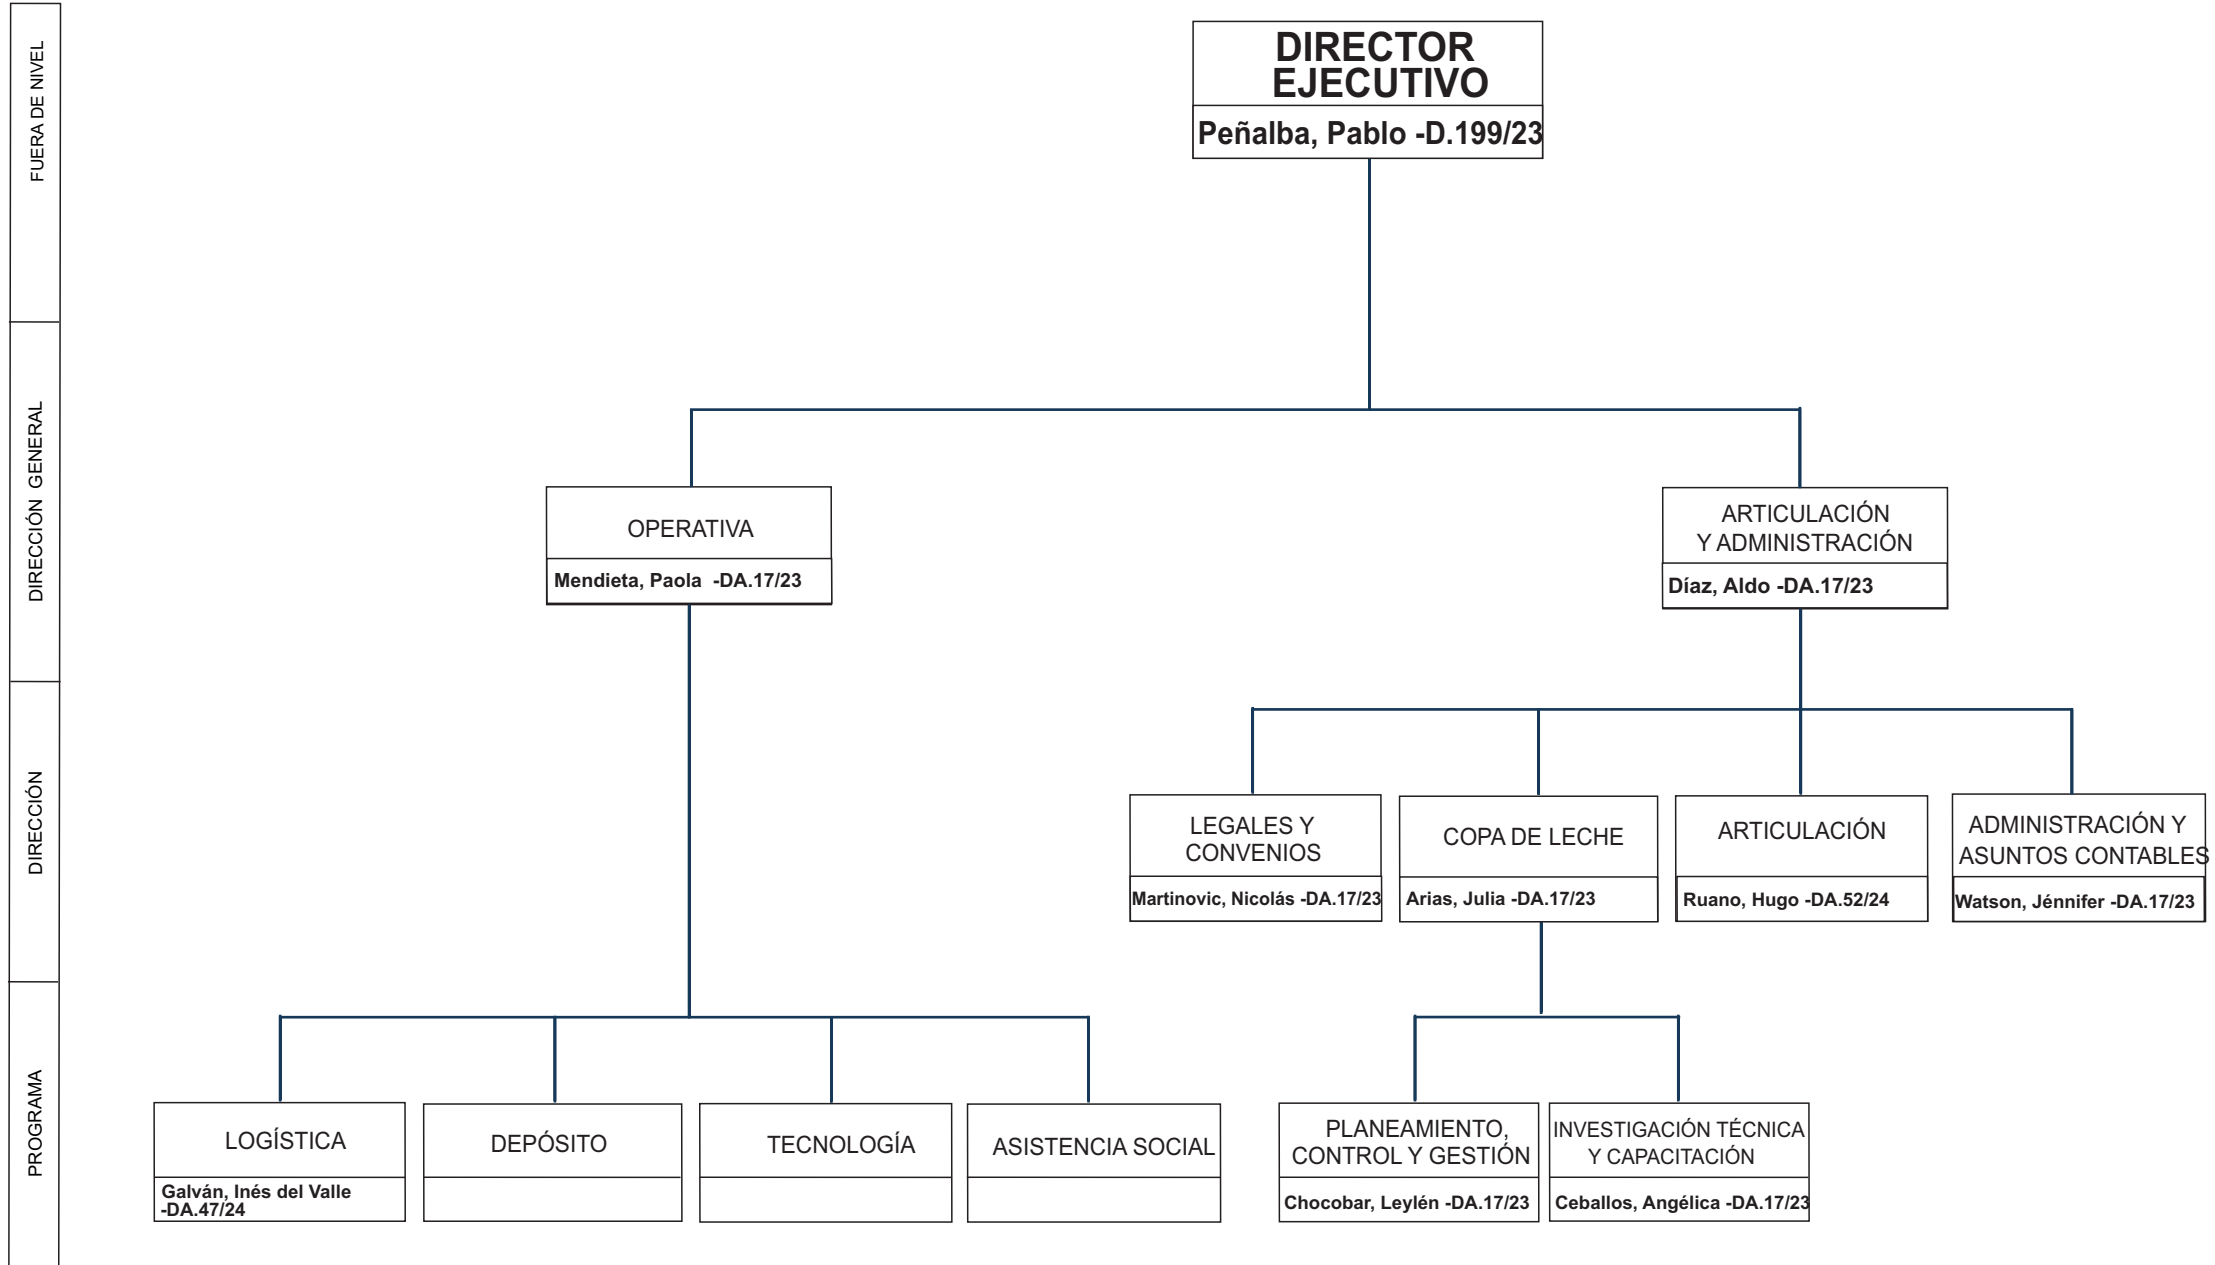 FUERA DE NIVEL
DIRECTOR
EJECUTIVO
Peñalba, Pablo -D.199/23
DIRECCIÓN GENERAL
OPERATIVA
Mendieta, Paola -DA.17/23
ARTICULACIÓN
Y ADMINISTRACIÓN
Díaz, Aldo -DA.17/23
DIRECCIÓN
LEGALES Y
CONVENIOS
Martinovic, Nicolás -DA.17/23
COPA DE LECHE
Arias, Julia -DA.17/23
ARTICULACIÓN
Ruano, Hugo -DA.52/24
ADMINISTRACIÓN Y
ASUNTOS CONTABLES
Watson, Jénnifer -DA.17/23
PROGRAMA
LOGÍSTICA
Galván, Inés del Valle
-DA.47/24
DEPÓSITO
TECNOLOGÍA
ASISTENCIA SOCIAL
PLANEAMIENTO,
CONTROL Y GESTIÓN
Chocobar, Leylén -DA.17/23
INVESTIGACIÓN TÉCNICA
Y CAPACITACIÓN
Ceballos, Angélica -DA.17/23